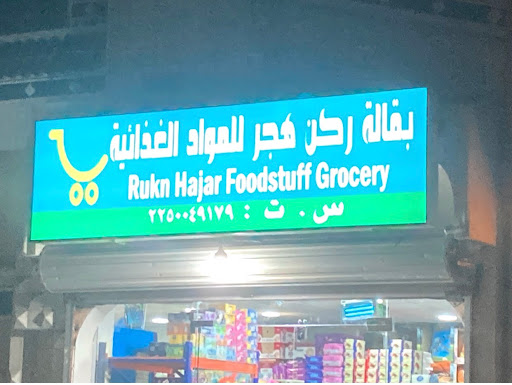 بقالة ركن هجر للمواد الغذائية
Rukn Hajar Foodstuff Grocery
س . ت : ٢٢٥٠٠٤٩١٧٩